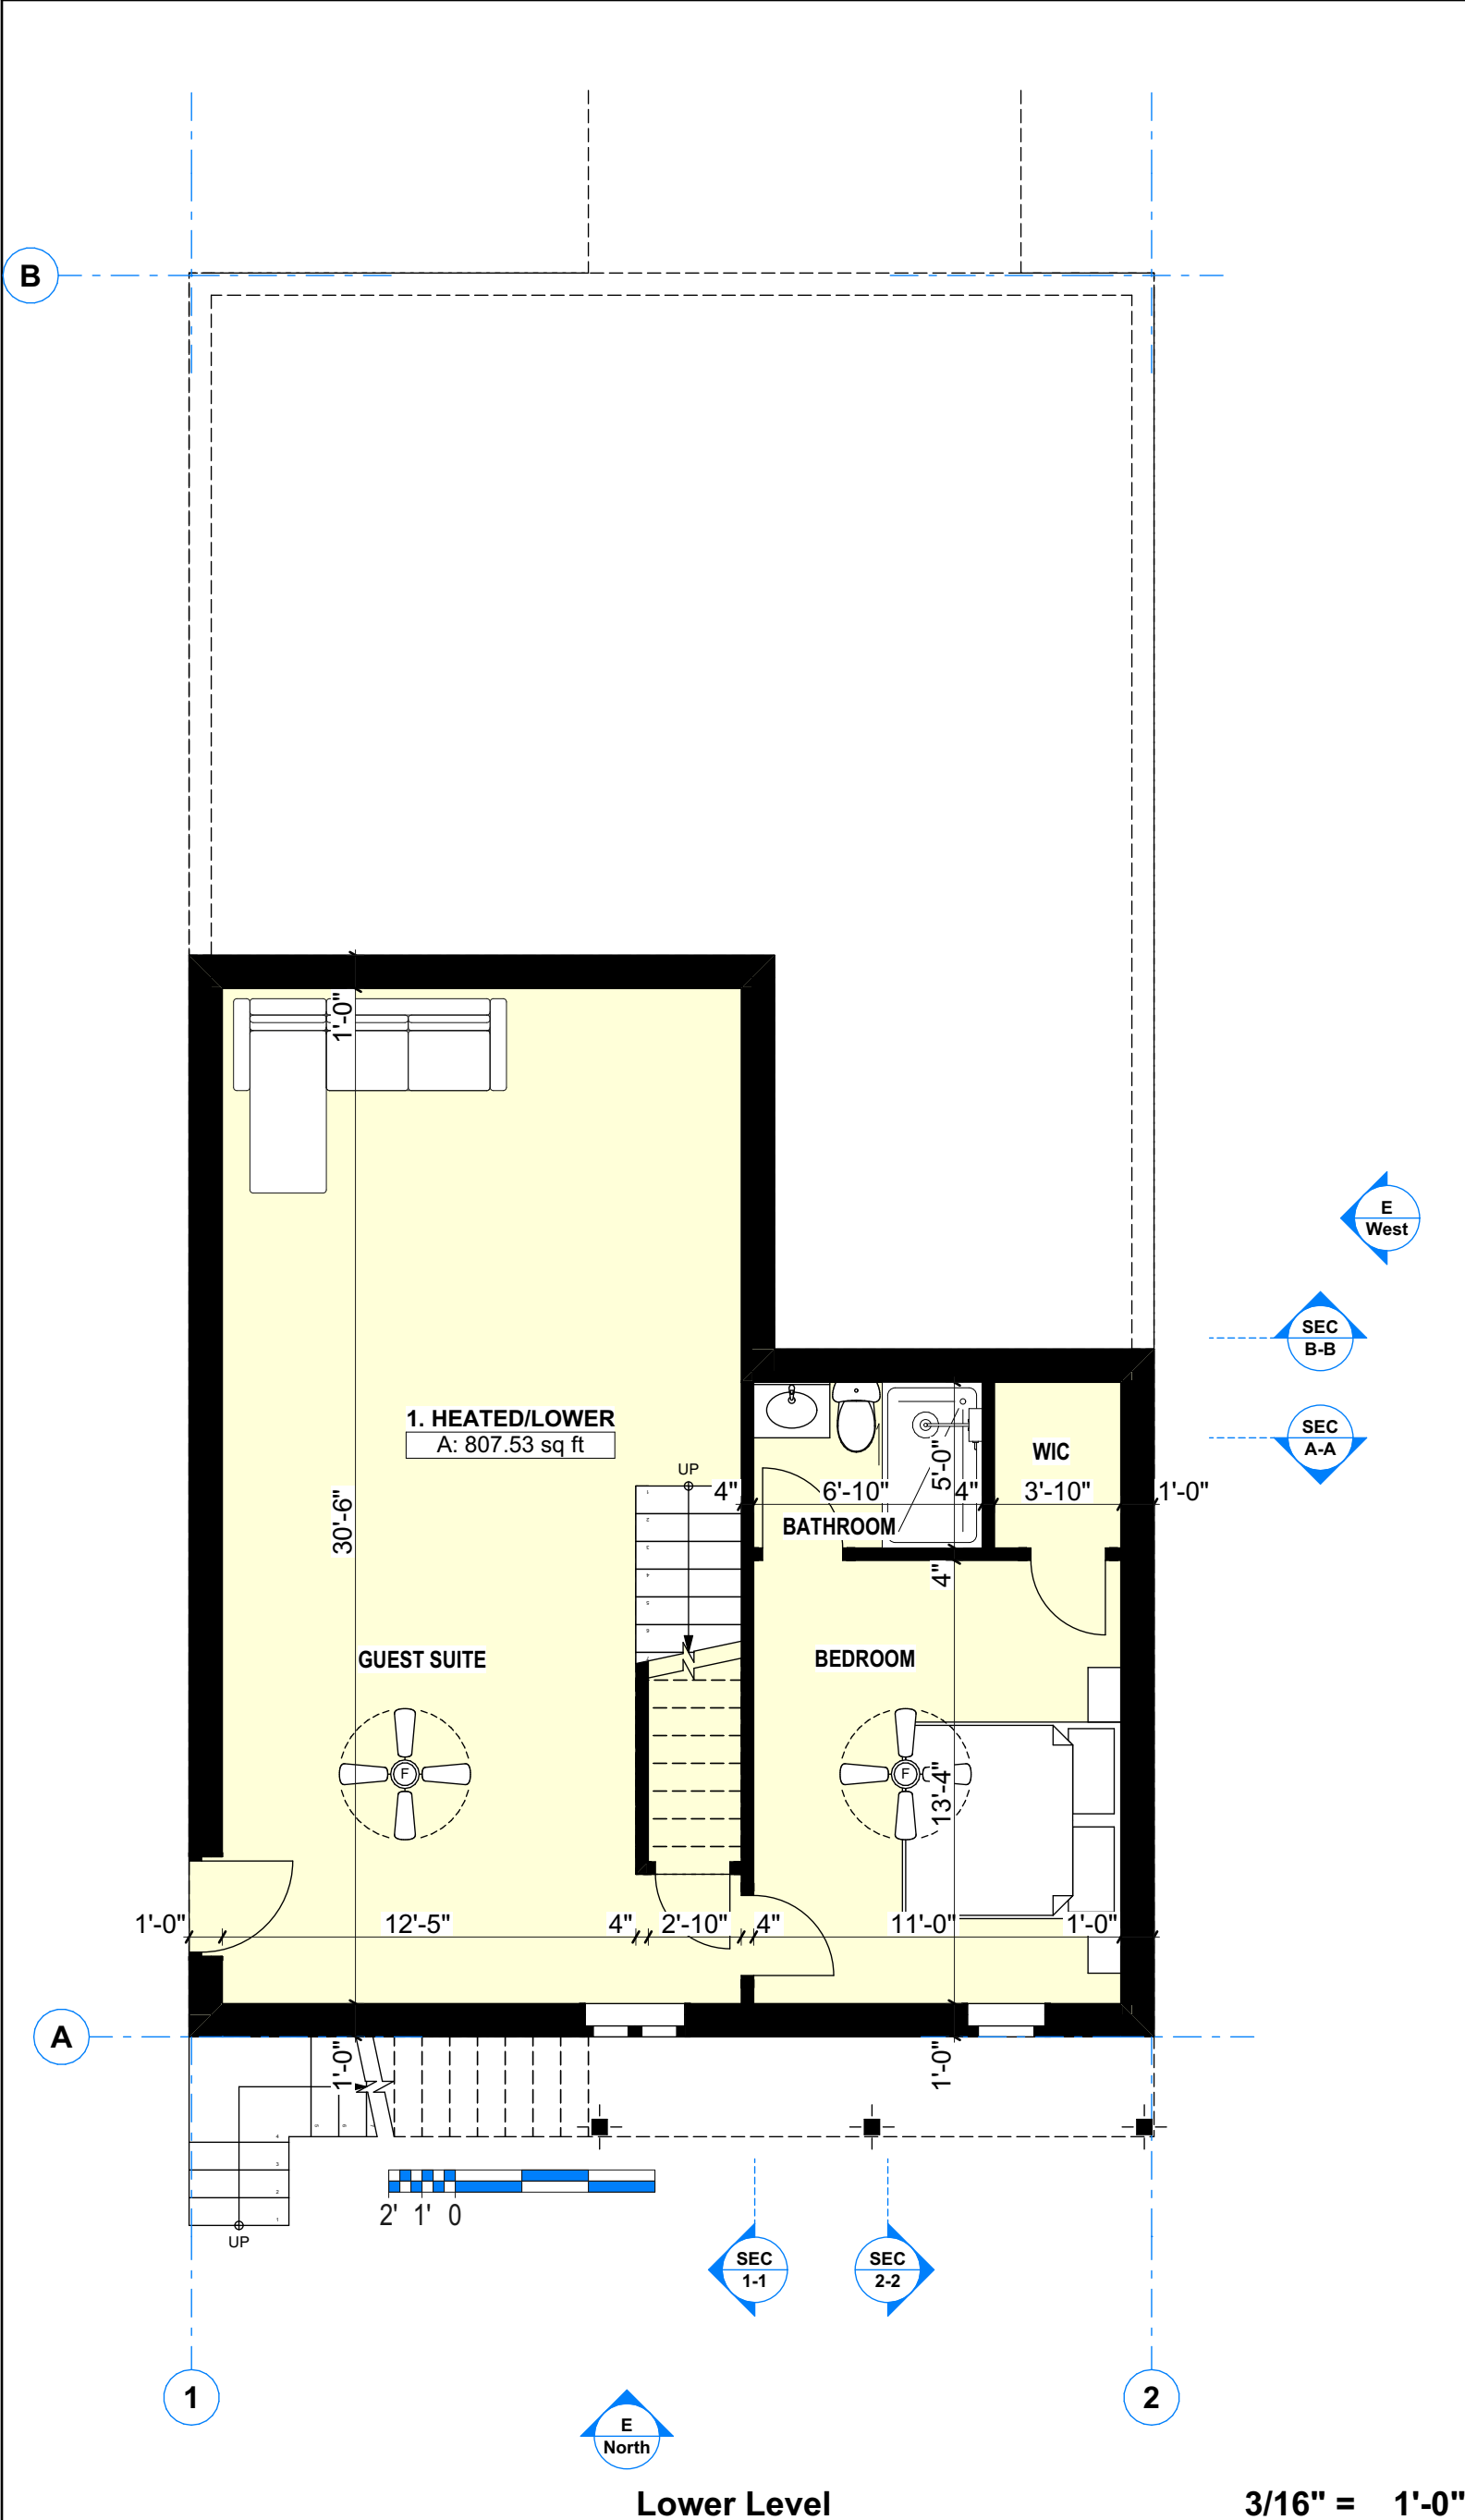 B
1'-0"
E
West
SEC
B-B
SEC
A-A
1. HEATED/LOWER
A: 807.53 sq ft
WIC
5'-0"
UP
4"
6'-10"
4"
3'-10"
1'-0"
30'-6"
BATHROOM
4"
GUEST SUITE
BEDROOM
F
F
13'-4"
1'-0"
12'-5"
4"
2'-10"
4"
11'-0"
1'-0"
A
1'-0"
1'-0"
2' 1' 0
UP
SEC
1-1
SEC
2-2
1
2
E
North
Lower Level
3/16" = 1'-0"